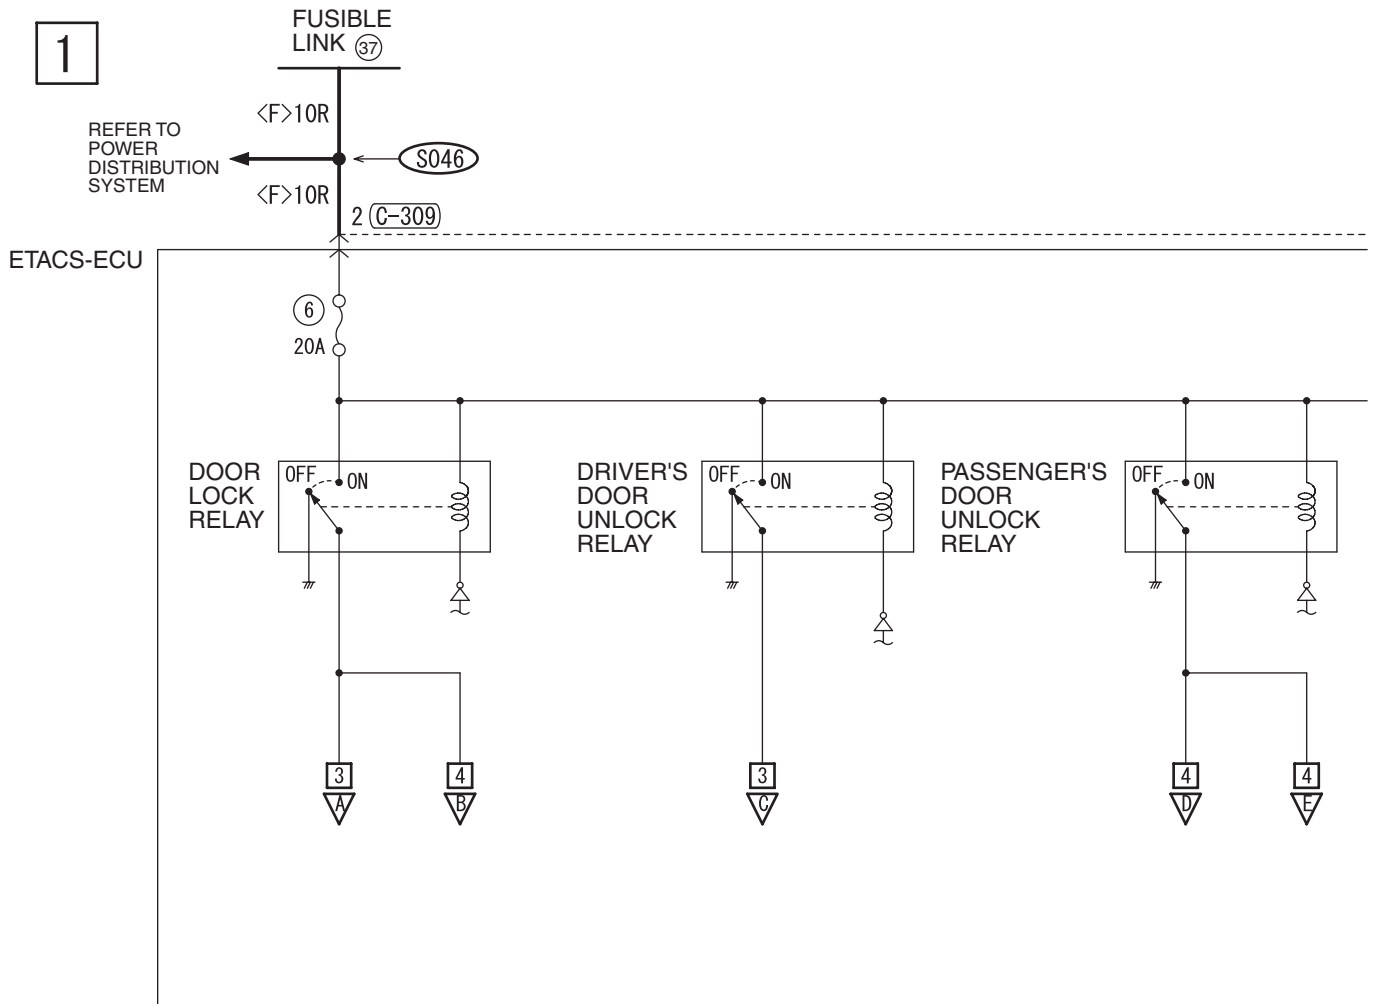 1
FUSIBLE
LINK 37
<F>10R
REFER TO
POWER
DISTRIBUTION
SYSTEM
S046
<F>10R
2 C-309
ETACS-ECU
6
20A
DOOR
LOCK
RELAY
OFF ON
DRIVER'S
DOOR
UNLOCK
RELAY
OFF ON
PASSENGER'S
DOOR
UNLOCK
RELAY
OFF ON
3 4 3 4 4
A B C D E